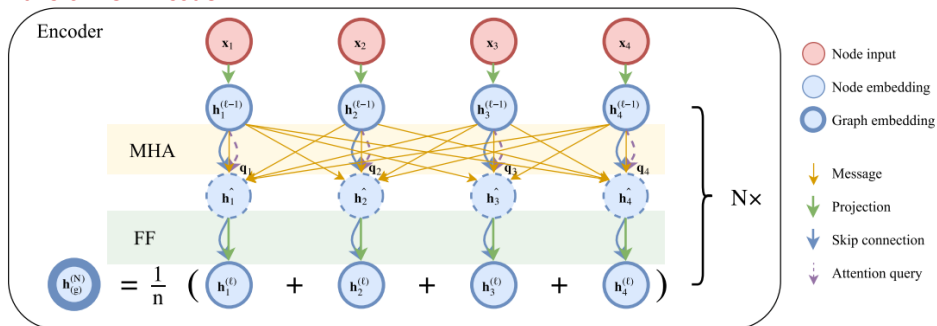 Encoder
x₁ x₂ x₃ x₄
Node input
h₁^(ℓ−1) h₂^(ℓ−1) h₃^(ℓ−1) h₄^(ℓ−1)
Node embedding
Graph embedding
MHA
q₁ q₂ q₃ q₄
Message
ĥ₁ ĥ₂ ĥ₃ ĥ₄
N×
Projection
FF
Skip connection
Attention query
h_(g)^(N) = 1/n ( h₁^(ℓ) + h₂^(ℓ) + h₃^(ℓ) + h₄^(ℓ) )